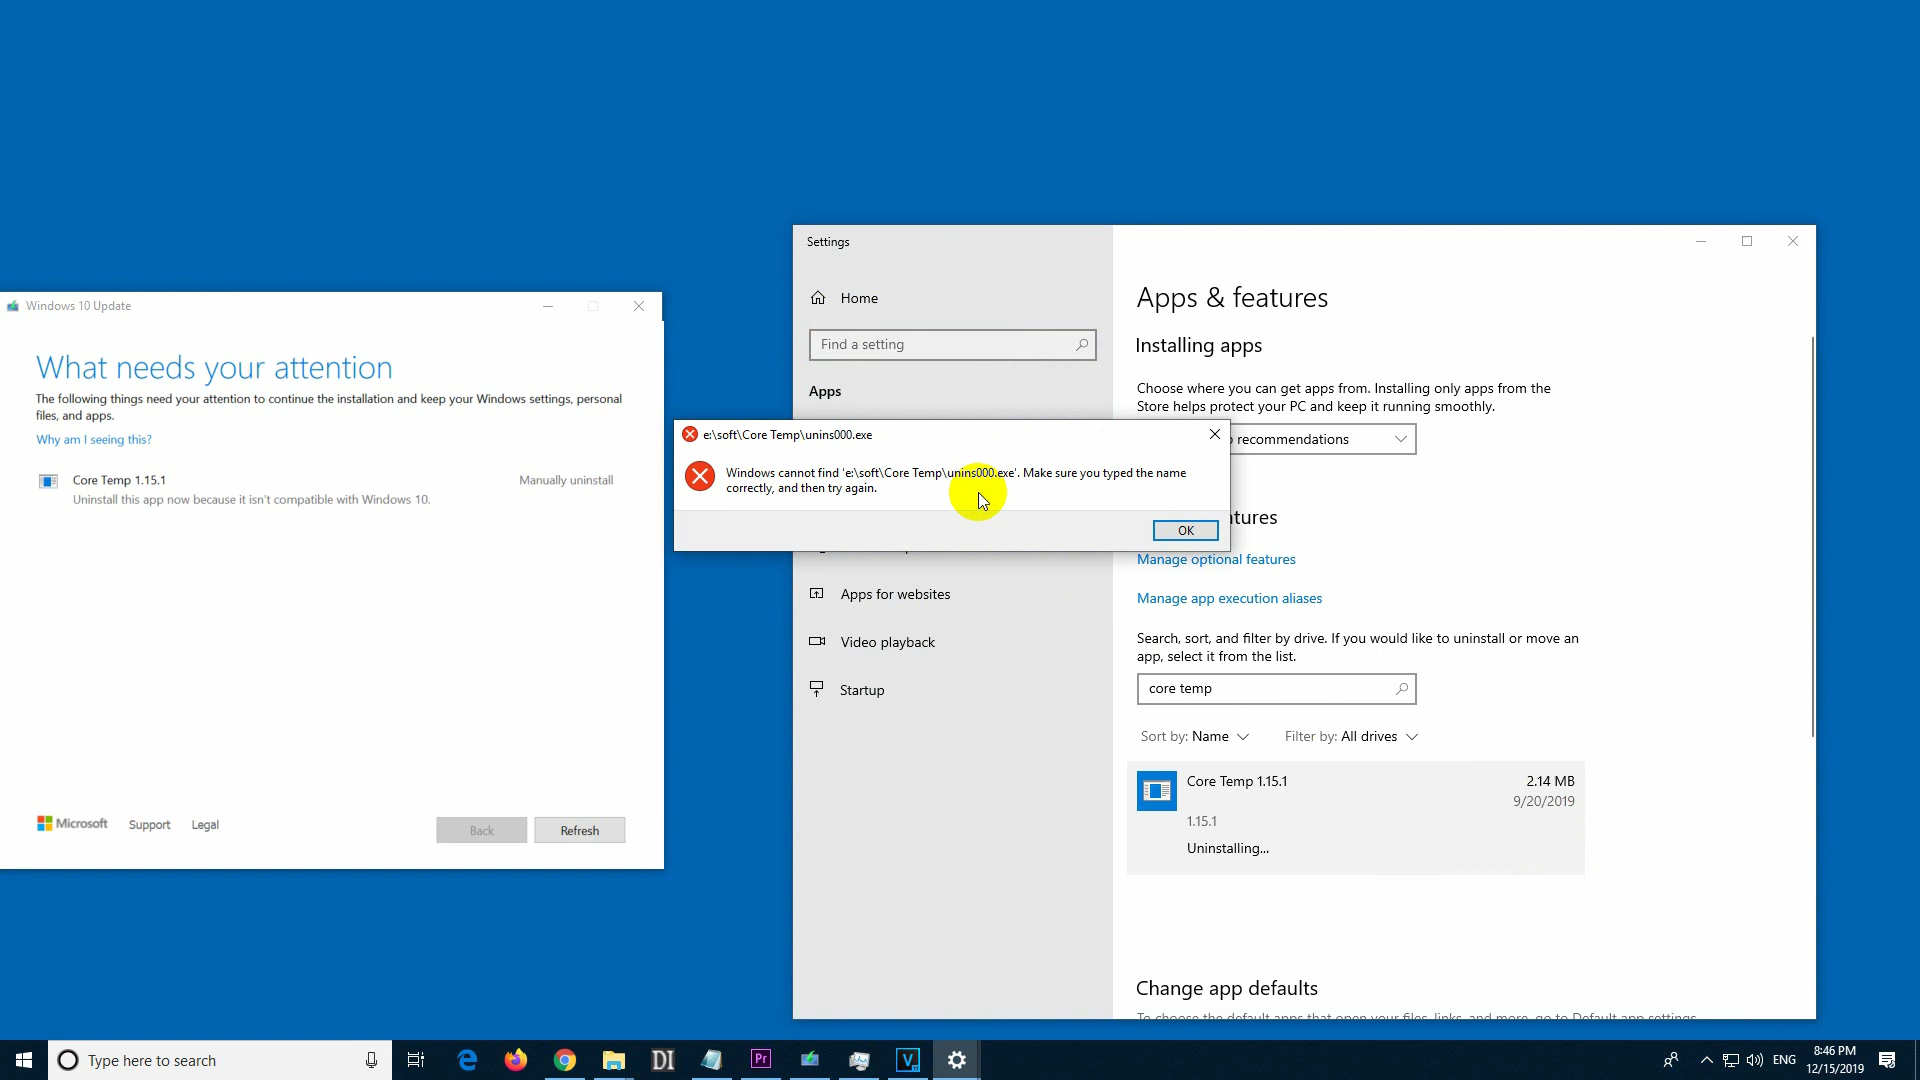 Windows 10 Update
What needs your attention
The following things need your attention to continue the installation and keep your Windows settings, personal
files, and apps.
Why am I seeing this?
Core Temp 1.15.1
Manually uninstall
Uninstall this app now because it isn't compatible with Windows 10.
Microsoft
Support
Legal
Back
Refresh
Settings
Home
Find a setting
Apps
Apps for websites
Video playback
Startup
Apps & features
Installing apps
Choose where you can get apps from. Installing only apps from the
Store helps protect your PC and keep it running smoothly.
recommendations
e:\soft\Core Temp\unins000.exe
Windows cannot find 'e:\soft\Core Temp\unins000.exe'. Make sure you typed the name
correctly, and then try again.
OK
Manage optional features
Manage app execution aliases
Search, sort, and filter by drive. If you would like to uninstall or move an
app, select it from the list.
core temp
Sort by: Name
Filter by: All drives
Core Temp 1.15.1
2.14 MB
9/20/2019
1.15.1
Uninstalling...
Change app defaults
To choose the default apps that open your files, links, and more, go to Default app settings.
Type here to search
DI
Pr
V
ENG
8:46 PM
12/15/2019